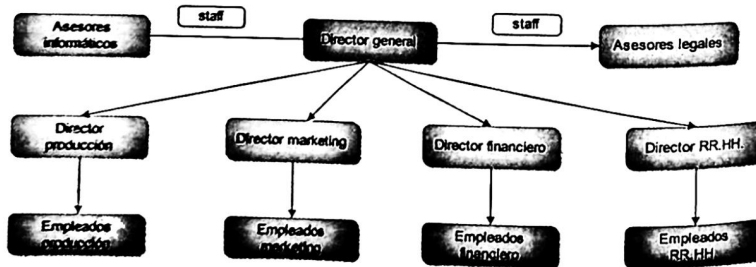 staff
staff
Asesores
informáticos
Director general
Asesores legales
Director
producción
Director marketing
Director financiero
Director RR.HH.
Empleados
producción
Empleados
marketing
Empleados
financiero
Empleados
RR.HH.